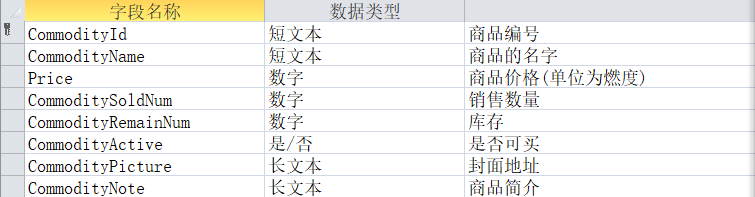 字段名称 数据类型
CommodityId 短文本 商品编号
CommodityName 短文本 商品的名字
Price 数字 商品价格(单位为燃度)
CommoditySoldNum 数字 销售数量
CommodityRemainNum 数字 库存
CommodityActive 是/否 是否可买
CommodityPicture 长文本 封面地址
CommodityNote 长文本 商品简介